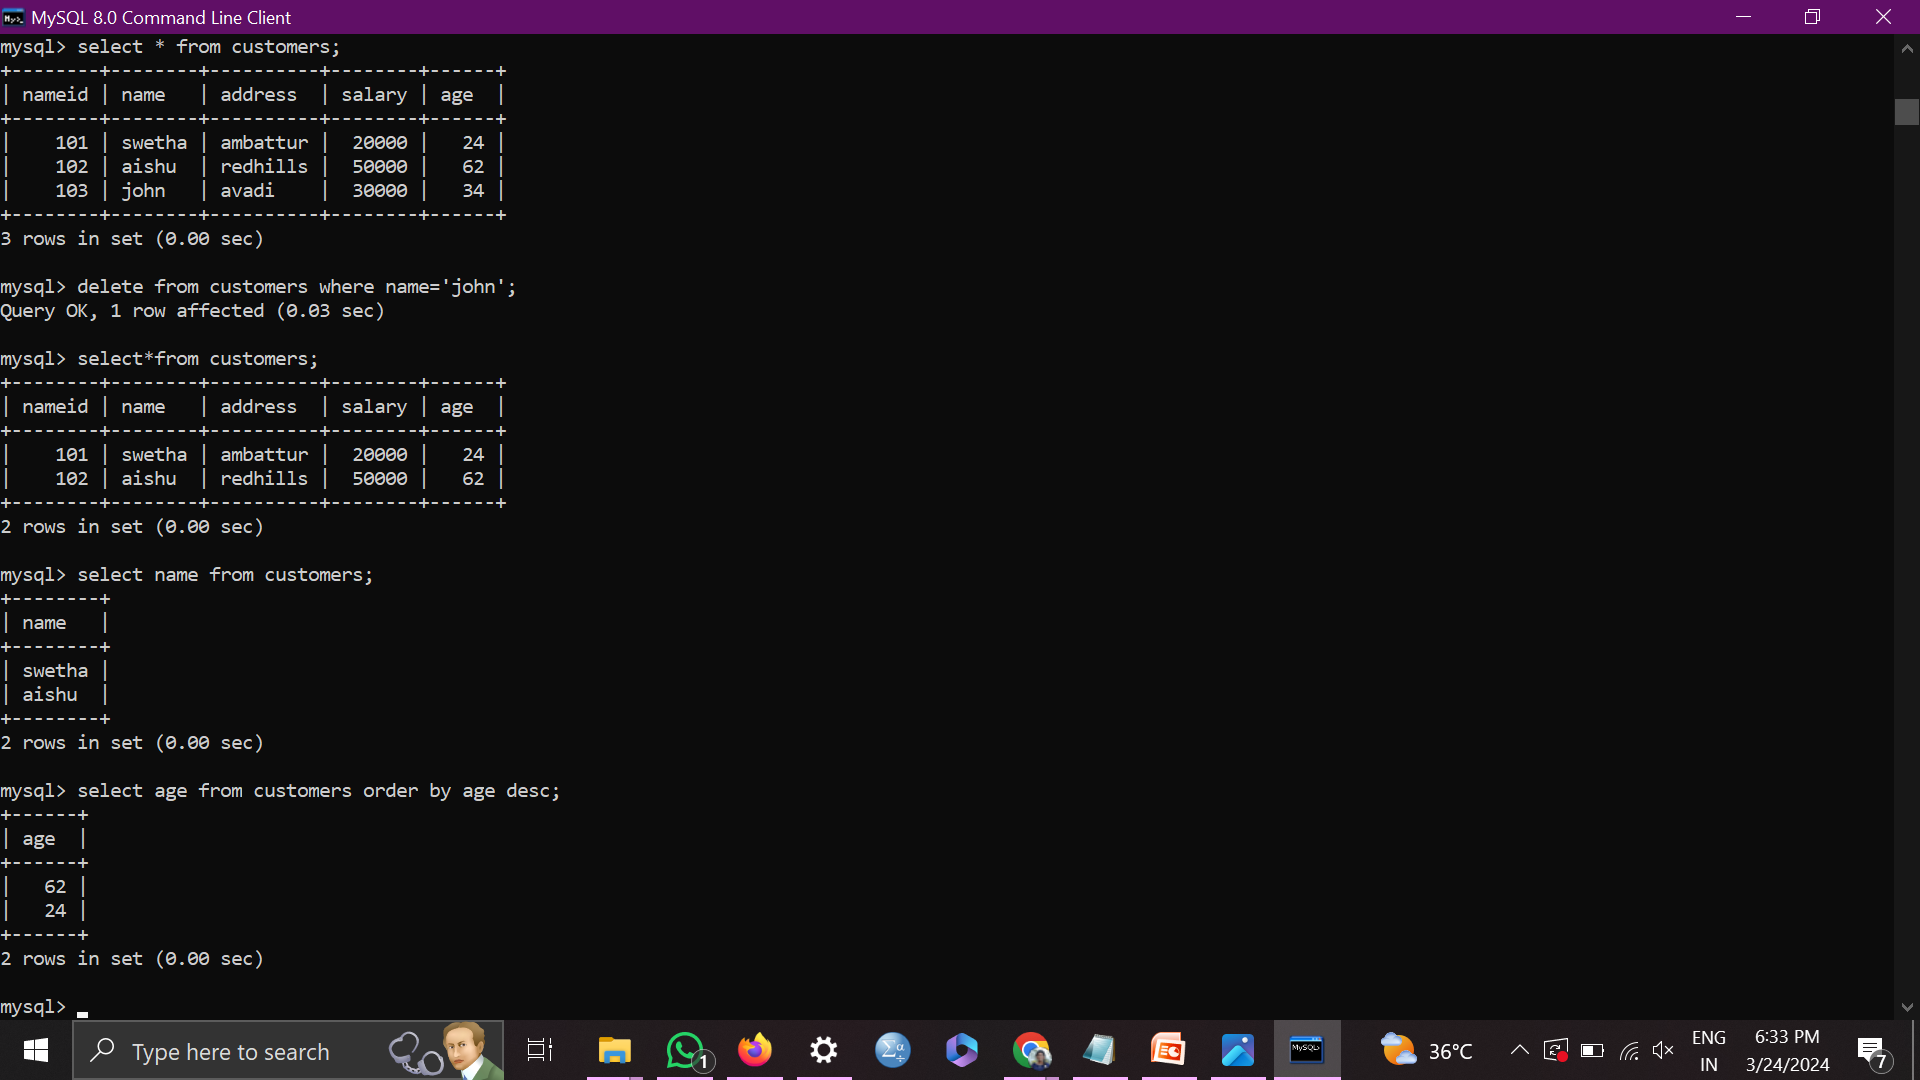 MySQL 8.0 Command Line Client
mysql> select * from customers;
+--------+--------+----------+--------+------+
| nameid | name   | address  | salary | age  |
+--------+--------+----------+--------+------+
|    101 | swetha | ambattur |  20000 |   24 |
|    102 | aishu  | redhills |  50000 |   62 |
|    103 | john   | avadi    |  30000 |   34 |
+--------+--------+----------+--------+------+
3 rows in set (0.00 sec)
mysql> delete from customers where name='john';
Query OK, 1 row affected (0.03 sec)
mysql> select*from customers;
+--------+--------+----------+--------+------+
| nameid | name   | address  | salary | age  |
+--------+--------+----------+--------+------+
|    101 | swetha | ambattur |  20000 |   24 |
|    102 | aishu  | redhills |  50000 |   62 |
+--------+--------+----------+--------+------+
2 rows in set (0.00 sec)
mysql> select name from customers;
+--------+
| name   |
+--------+
| swetha |
| aishu  |
+--------+
2 rows in set (0.00 sec)
mysql> select age from customers order by age desc;
+------+
| age  |
+------+
|   62 |
|   24 |
+------+
2 rows in set (0.00 sec)
mysql>
Type here to search
1
MySQL
36°C
ENG
IN
6:33 PM
3/24/2024
7